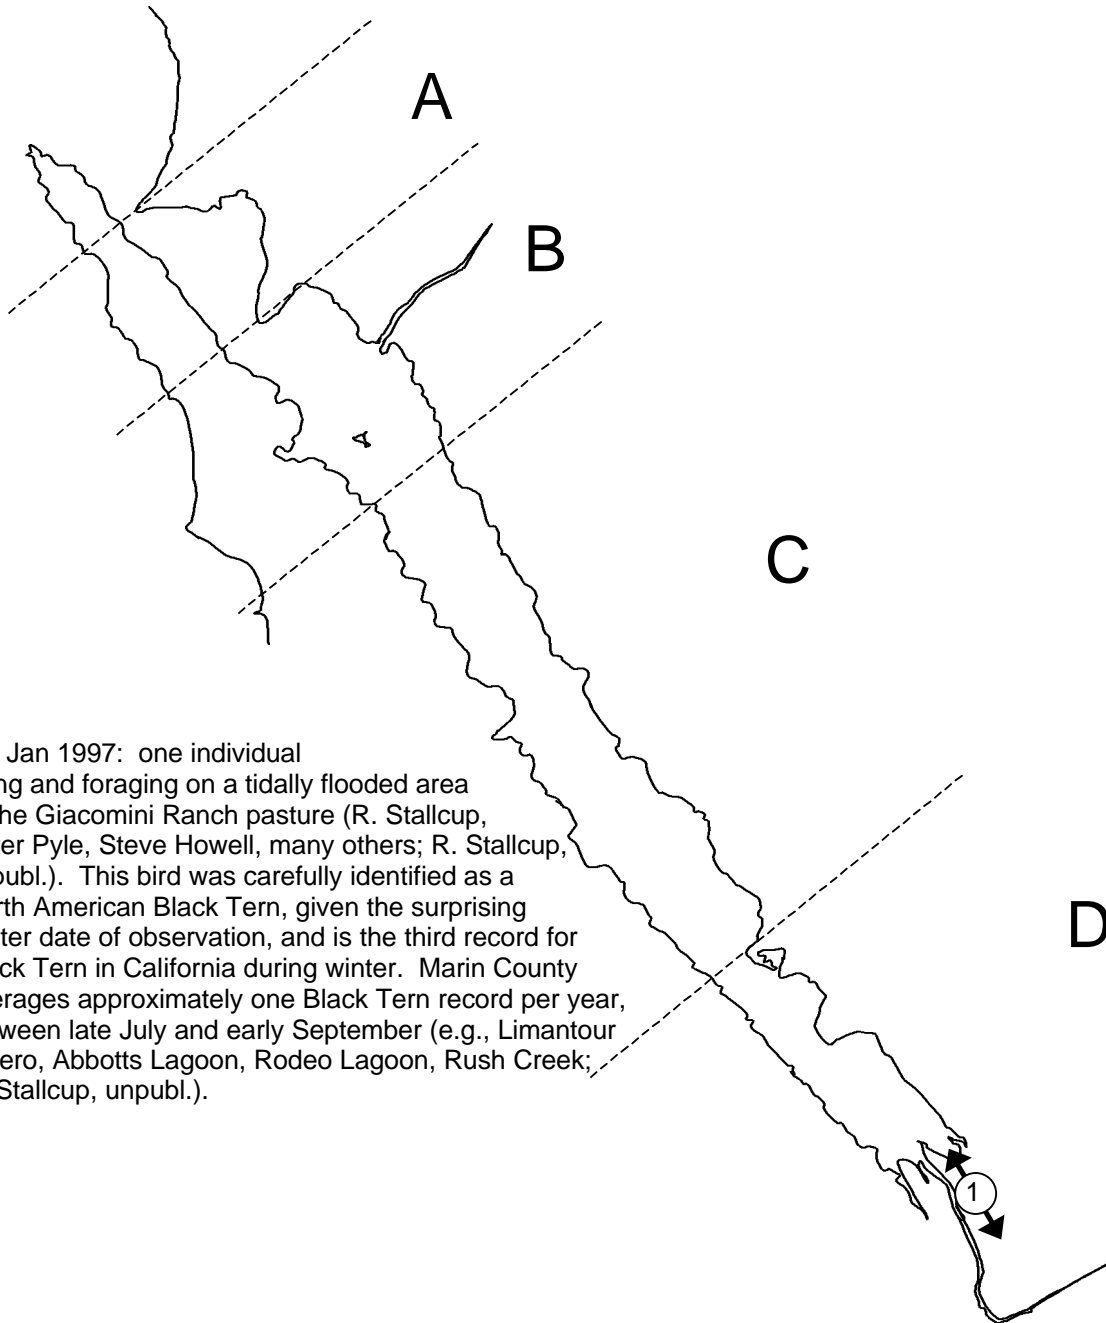 A
B
C
Jan 1997: one individual
ng and foraging on a tidally flooded area
he Giacomini Ranch pasture (R. Stallcup,
er Pyle, Steve Howell, many others; R. Stallcup,
publ.). This bird was carefully identified as a
rth American Black Tern, given the surprising
ter date of observation, and is the third record for
ck Tern in California during winter. Marin County
erages approximately one Black Tern record per year,
ween late July and early September (e.g., Limantour
ero, Abbotts Lagoon, Rodeo Lagoon, Rush Creek;
Stallcup, unpubl.).
D
1